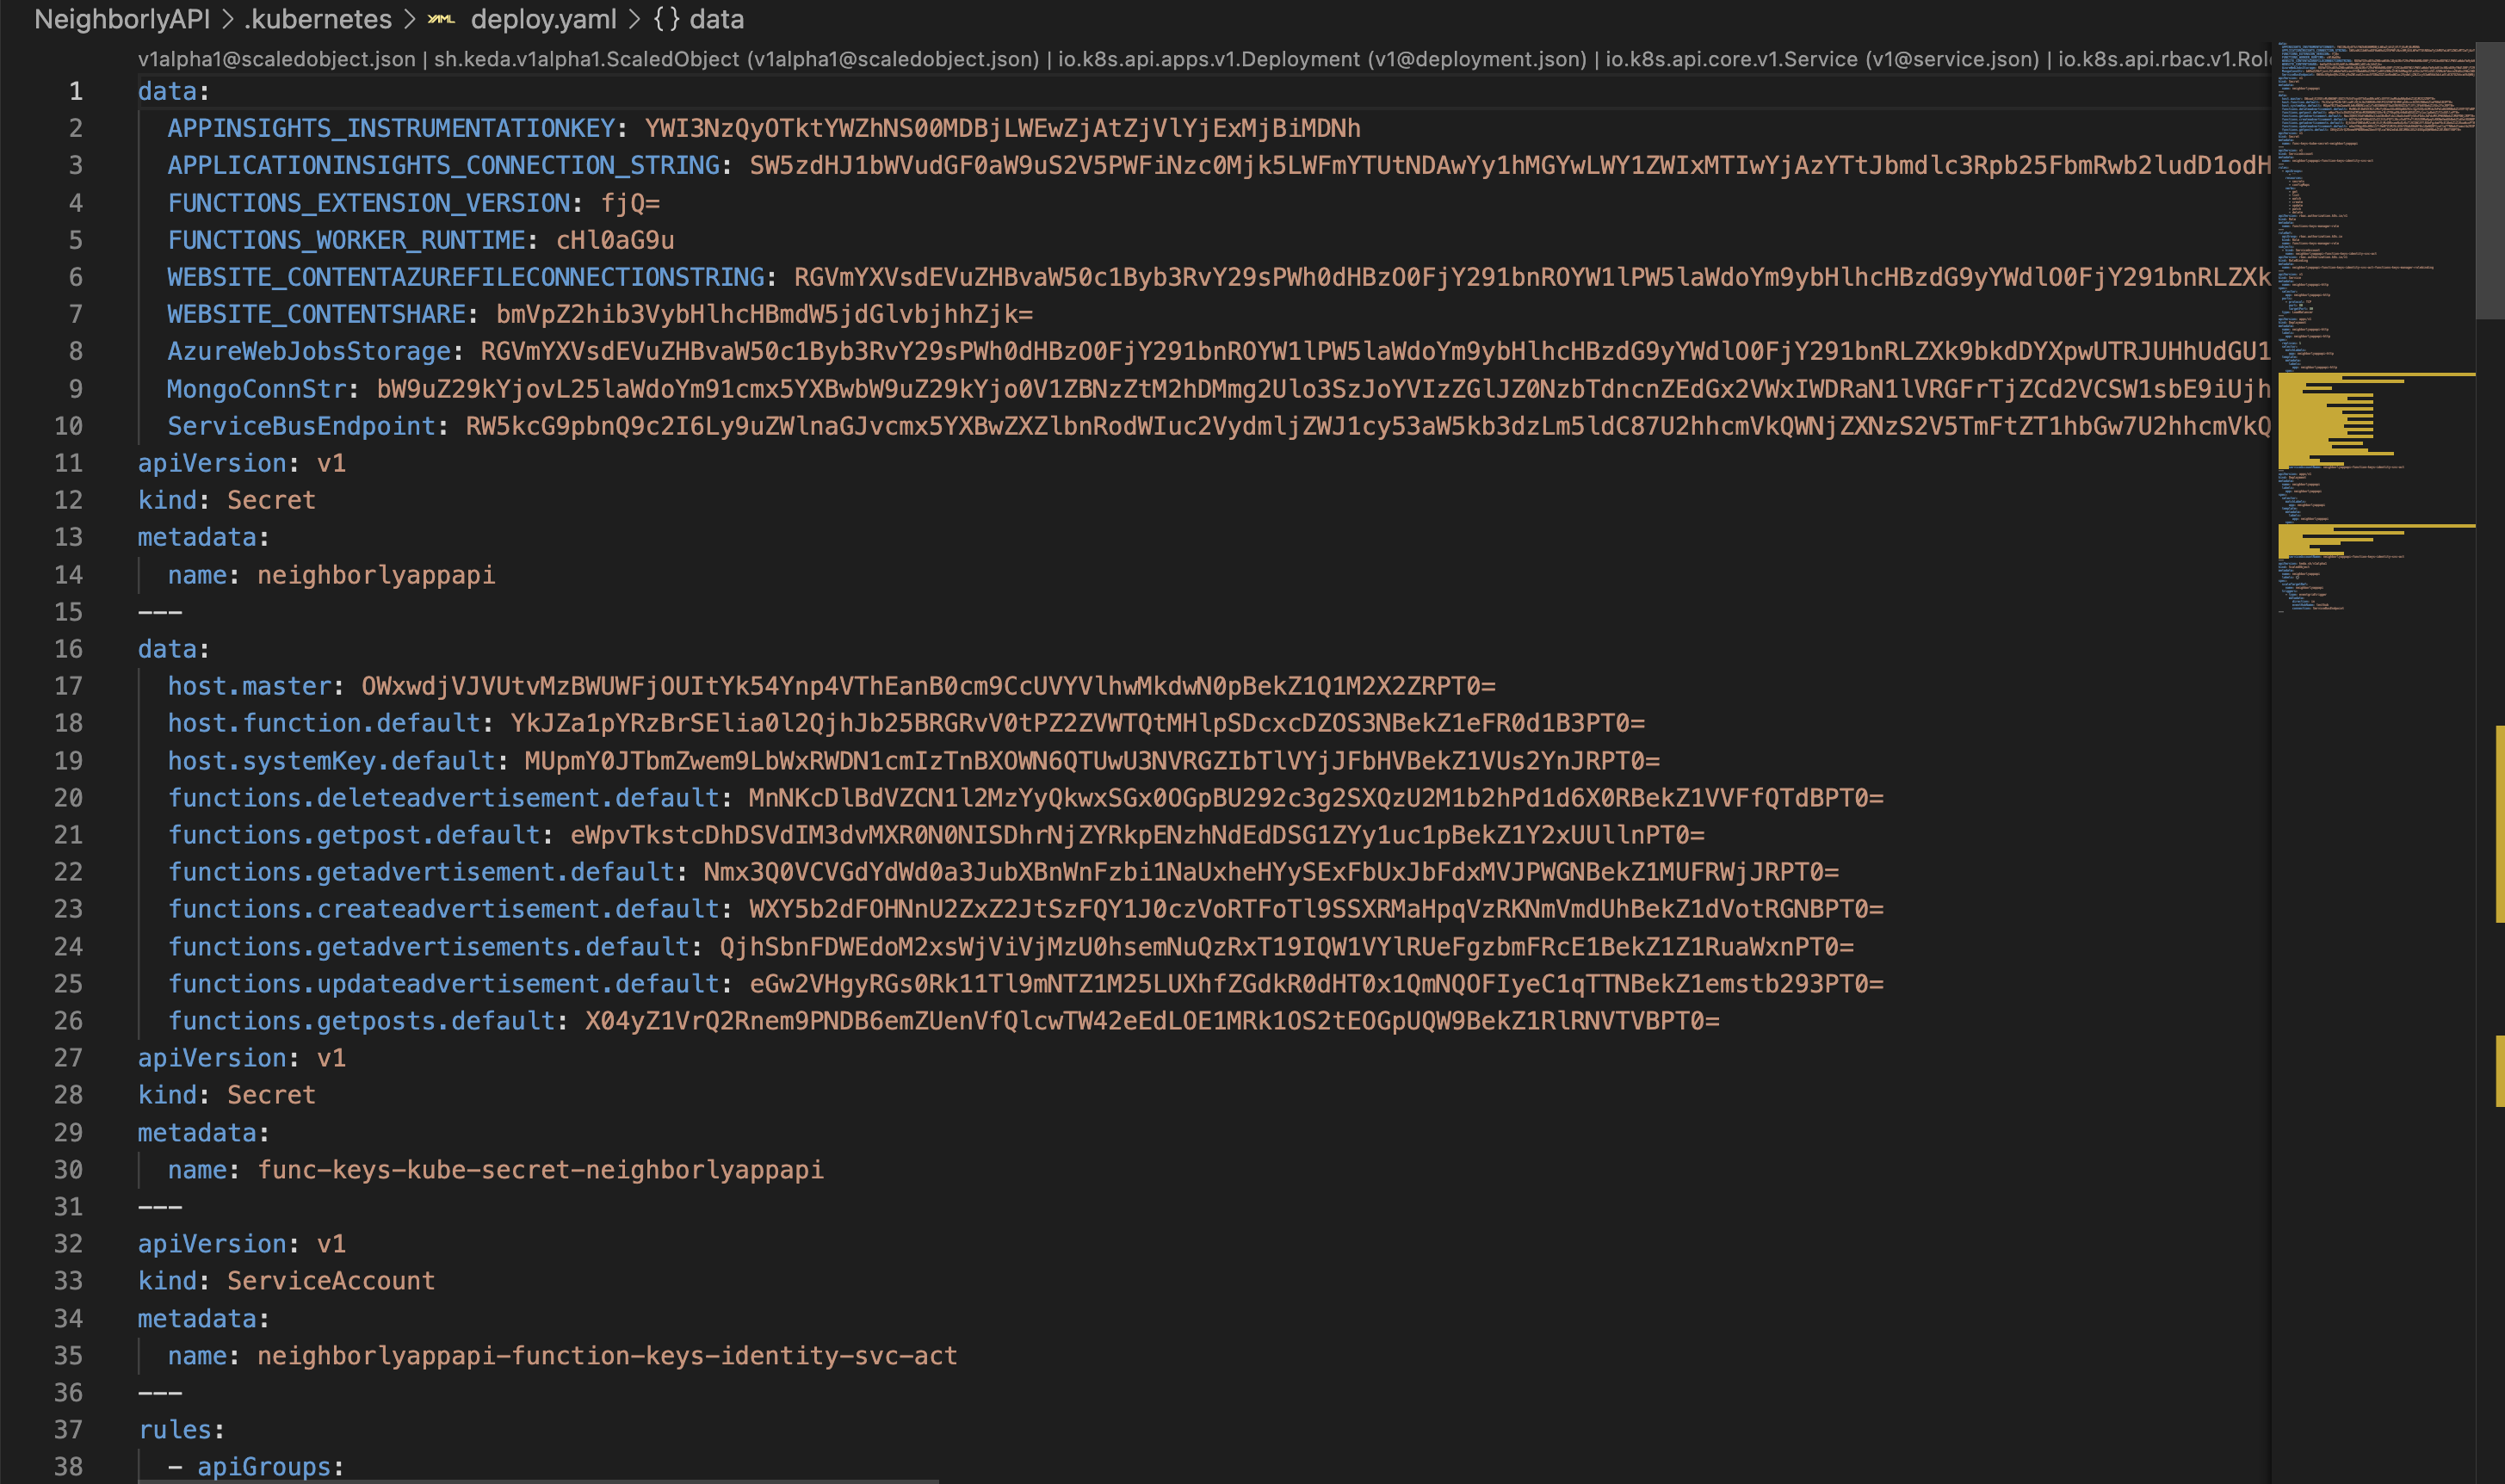 NeighborlyAPI > .kubernetes > YAML deploy.yaml > {} data
v1alpha1@scaledobject.json | sh.keda.v1alpha1.ScaledObject (v1alpha1@scaledobject.json) | io.k8s.api.apps.v1.Deployment (v1@deployment.json) | io.k8s.api.core.v1.Service (v1@service.json) | io.k8s.api.rbac.v1.Role
1 data:
2 APPINSIGHTS_INSTRUMENTATIONKEY: YWI3NzQyOTktYWZhNS00MDBjLWEwZjAtZjVlYjExMjBiMDNh
3 APPLICATIONINSIGHTS_CONNECTION_STRING: SW5zdHJ1bWVudGF0aW9uS2V5PWFiNzc0Mjk5LWFmYTUtNDAwYy1hMGYwLWY1ZWIxMTIwYjAzYTtJbmdlc3Rpb25FbmRwb2ludD1odH
4 FUNCTIONS_EXTENSION_VERSION: fjQ=
5 FUNCTIONS_WORKER_RUNTIME: cHl0aG9u
6 WEBSITE_CONTENTAZUREFILECONNECTIONSTRING: RGVmYXVsdEVuZHBvaW50c1Byb3RvY29sPWh0dHBzO0FjY291bnROYW1lPW5laWdoYm9ybHlhcHBzdG9yYWdlO0FjY291bnRLZXk
7 WEBSITE_CONTENTSHARE: bmVpZ2hib3VybHlhcHBmdW5jdGlvbjhhZjk=
8 AzureWebJobsStorage: RGVmYXVsdEVuZHBvaW50c1Byb3RvY29sPWh0dHBzO0FjY291bnROYW1lPW5laWdoYm9ybHlhcHBzdG9yYWdlO0FjY291bnRLZXk9bkdDYXpwUTRJUHhUdGU1
9 MongoConnStr: bW9uZ29kYjovL25laWdoYm91cmx5YXBwbW9uZ29kYjo0V1ZBNzZtM2hDMmg2Ulo3SzJoYVIzZGlJZ0NzbTdncnZEdGx2VWxIWDRaN1lVRGFrTjZCd2VCSW1sbE9iUjh
10 ServiceBusEndpoint: RW5kcG9pbnQ9c2I6Ly9uZWlnaGJvcmx5YXBwZXZlbnRodWIuc2VydmljZWJ1cy53aW5kb3dzLm5ldC87U2hhcmVkQWNjZXNzS2V5TmFtZT1hbGw7U2hhcmVkQ
11 apiVersion: v1
12 kind: Secret
13 metadata:
14 name: neighborlyappapi
15 ---
16 data:
17 host.master: OWxwdjVJVUtvMzBWUWFjOUItYk54Ynp4VThEanB0cm9CcUVYVlhwMkdwN0pBekZ1Q1M2X2ZRPT0=
18 host.function.default: YkJZa1pYRzBrSElia0l2QjhJb25BRGRvV0tPZ2ZVWTQtMHlpSDcxcDZOS3NBekZ1eFR0d1B3PT0=
19 host.systemKey.default: MUpmY0JTbmZwem9LbWxRWDN1cmIzTnBXOWN6QTUwU3NVRGZIbTlVYjJFbHVBekZ1VUs2YnJRPT0=
20 functions.deleteadvertisement.default: MnNKcDlBdVZCN1l2MzYyQkwxSGx0OGpBU292c3g2SXQzU2M1b2hPd1d6X0RBekZ1VVFfQTdBPT0=
21 functions.getpost.default: eWpvTkstcDhDSVdIM3dvMXR0N0NISDhrNjZYRkpENzhNdEdDSG1ZYy1uc1pBekZ1Y2xUUllnPT0=
22 functions.getadvertisement.default: Nmx3Q0VCVGdYdWd0a3JubXBnWnFzbi1NaUxheHYySExFbUxJbFdxMVJPWGNBekZ1MUFRWjJRPT0=
23 functions.createadvertisement.default: WXY5b2dFOHNnU2ZxZ2JtSzFQY1J0czVoRTFoTl9SSXRMaHpqVzRKNmVmdUhBekZ1dVotRGNBPT0=
24 functions.getadvertisements.default: QjhSbnFDWEdoM2xsWjViVjMzU0hsemNuQzRxT19IQW1VYlRUeFgzbmFRcE1BekZ1Z1RuaWxnPT0=
25 functions.updateadvertisement.default: eGw2VHgyRGs0Rk11Tl9mNTZ1M25LUXhfZGdkR0dHT0x1QmNQOFIyeC1qTTNBekZ1emstb293PT0=
26 functions.getposts.default: X04yZ1VrQ2Rnem9PNDB6emZUenVfQlcwTW42eEdLOE1MRk1OS2tEOGpUQW9BekZ1RlRNVTVBPT0=
27 apiVersion: v1
28 kind: Secret
29 metadata:
30 name: func-keys-kube-secret-neighborlyappapi
31 ---
32 apiVersion: v1
33 kind: ServiceAccount
34 metadata:
35 name: neighborlyappapi-function-keys-identity-svc-act
36 ---
37 rules:
38 - apiGroups: